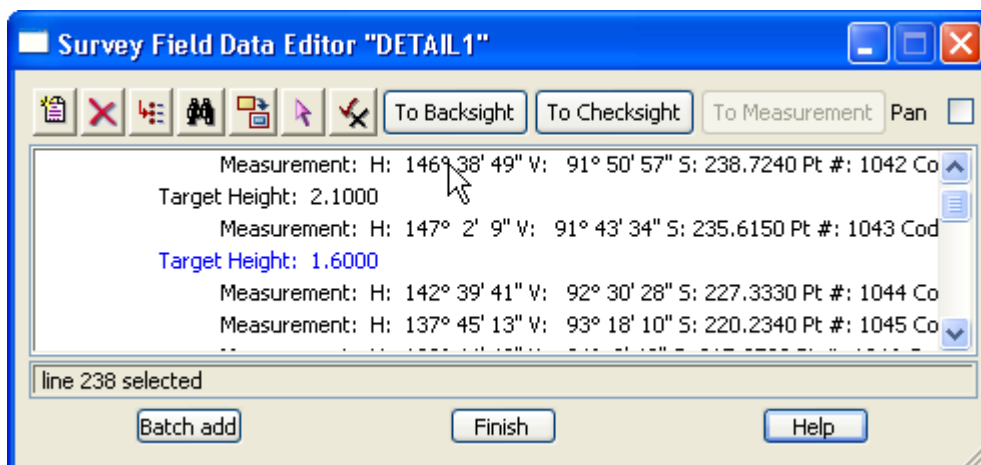 Survey Field Data Editor "DETAIL1"
To Backsight To Checksight To Measurement Pan
Measurement: H: 146° 38' 49" V: 91° 50' 57" S: 238.7240 Pt #: 1042 Co
Target Height: 2.1000
Measurement: H: 147° 2' 9" V: 91° 43' 34" S: 235.6150 Pt #: 1043 Cod
Target Height: 1.6000
Measurement: H: 142° 39' 41" V: 92° 30' 28" S: 227.3330 Pt #: 1044 Co
Measurement: H: 137° 45' 13" V: 93° 18' 10" S: 220.2340 Pt #: 1045 Co
line 238 selected
Batch add Finish Help